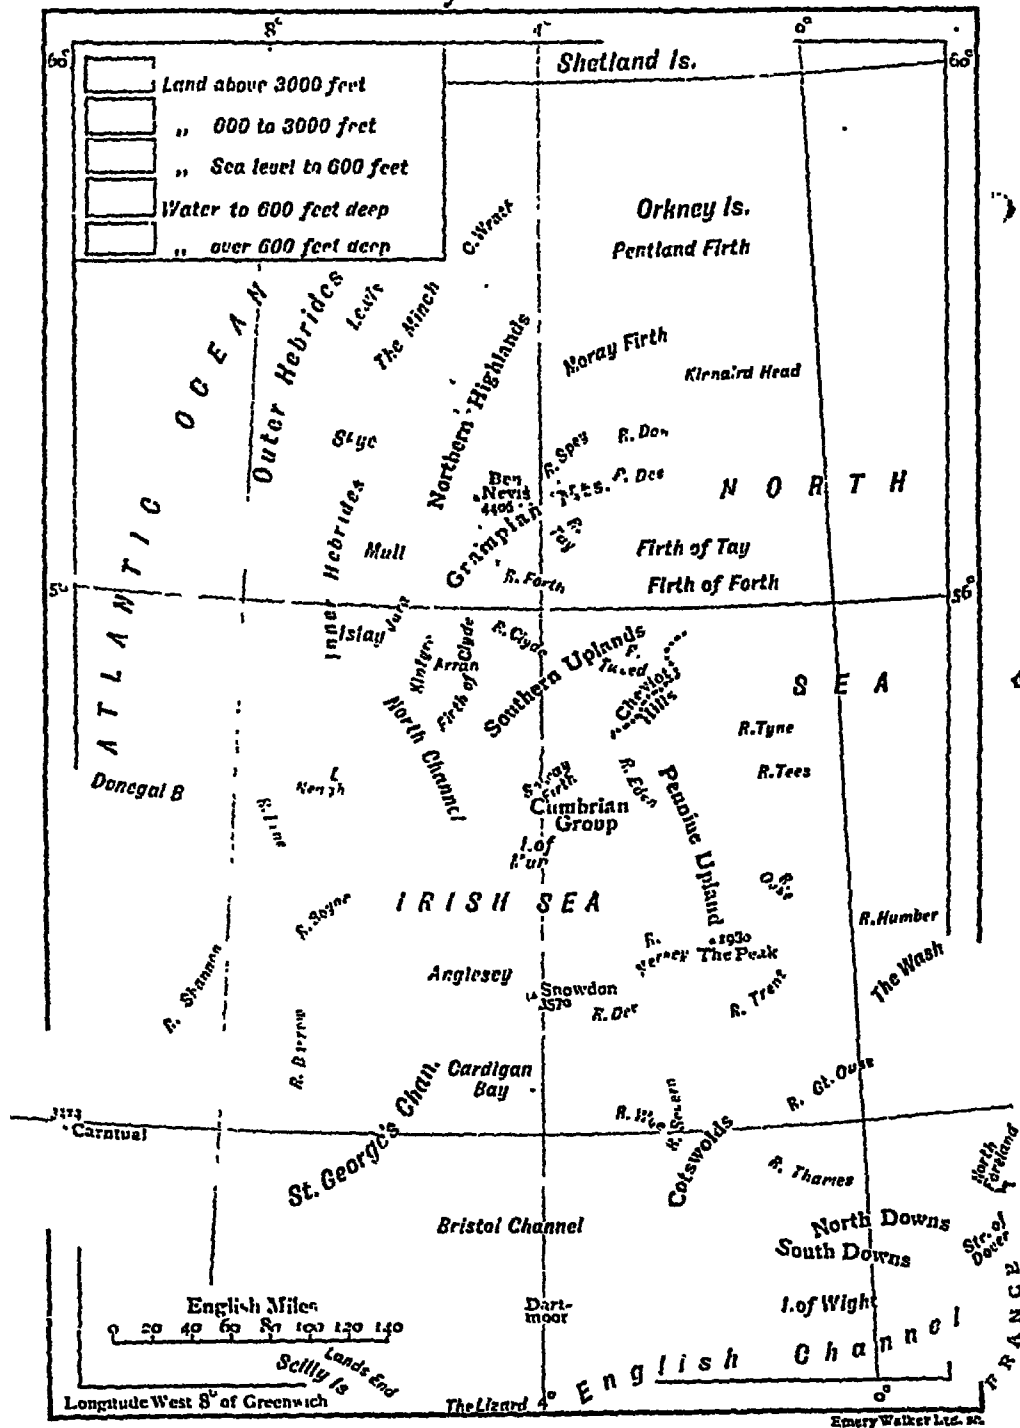 8°
4°
0°
60°
60°
Shetland Is.
Land above 3000 feet
„ 600 to 3000 feet
„ Sea level to 600 feet
Water to 600 feet deep
„ over 600 feet deep
C. Wrath
Orkney Is.
Pentland Firth
ATLANTIC OCEAN
Outer Hebrides
Lewis
The Minch
Northern Highlands
Moray Firth
Kinnaird Head
Skye
R. Spey
R. Don
R. Dee
Ben
Nevis
4406
Grampian Mts.
NORTH
SEA
Inner Hebrides
Mull
R.
Tay
Firth of Tay
R. Forth
Firth of Forth
56°
56°
Islay
Jura
Kintyre
Arran
Firth of Clyde
R. Clyde
Southern Uplands
R.
Tweed
Cheviot
Hills
North Channel
R. Tyne
R. Tees
Donegal B
L.
Neagh
Solway
Firth
R. Eden
Cumbrian
Group
Pennine Upland
I. of
R.
Ouse
IRISH SEA
R. Boyne
R. Humber
R. Shannon
Anglesey
R.
Mersey
1930
The Peak
The Wash
Snowdon
3570
R. Dee
R. Trent
R. Barrow
Cardigan
Bay
R. Gt. Ouse
Carntual
St. George's Chan.
R. Severn
Cotswolds
R. Thames
North
Foreland
Bristol Channel
North Downs
South Downs
Str. of
Dover
FRANCE
English Miles
0 20 40 60 80 100 120 140
Dart-
moor
I. of Wight
English Channel
Lands End
Scilly Is
The Lizard
4°
0°
Longitude West 8° of Greenwich
Emery Walker Ltd. sc.